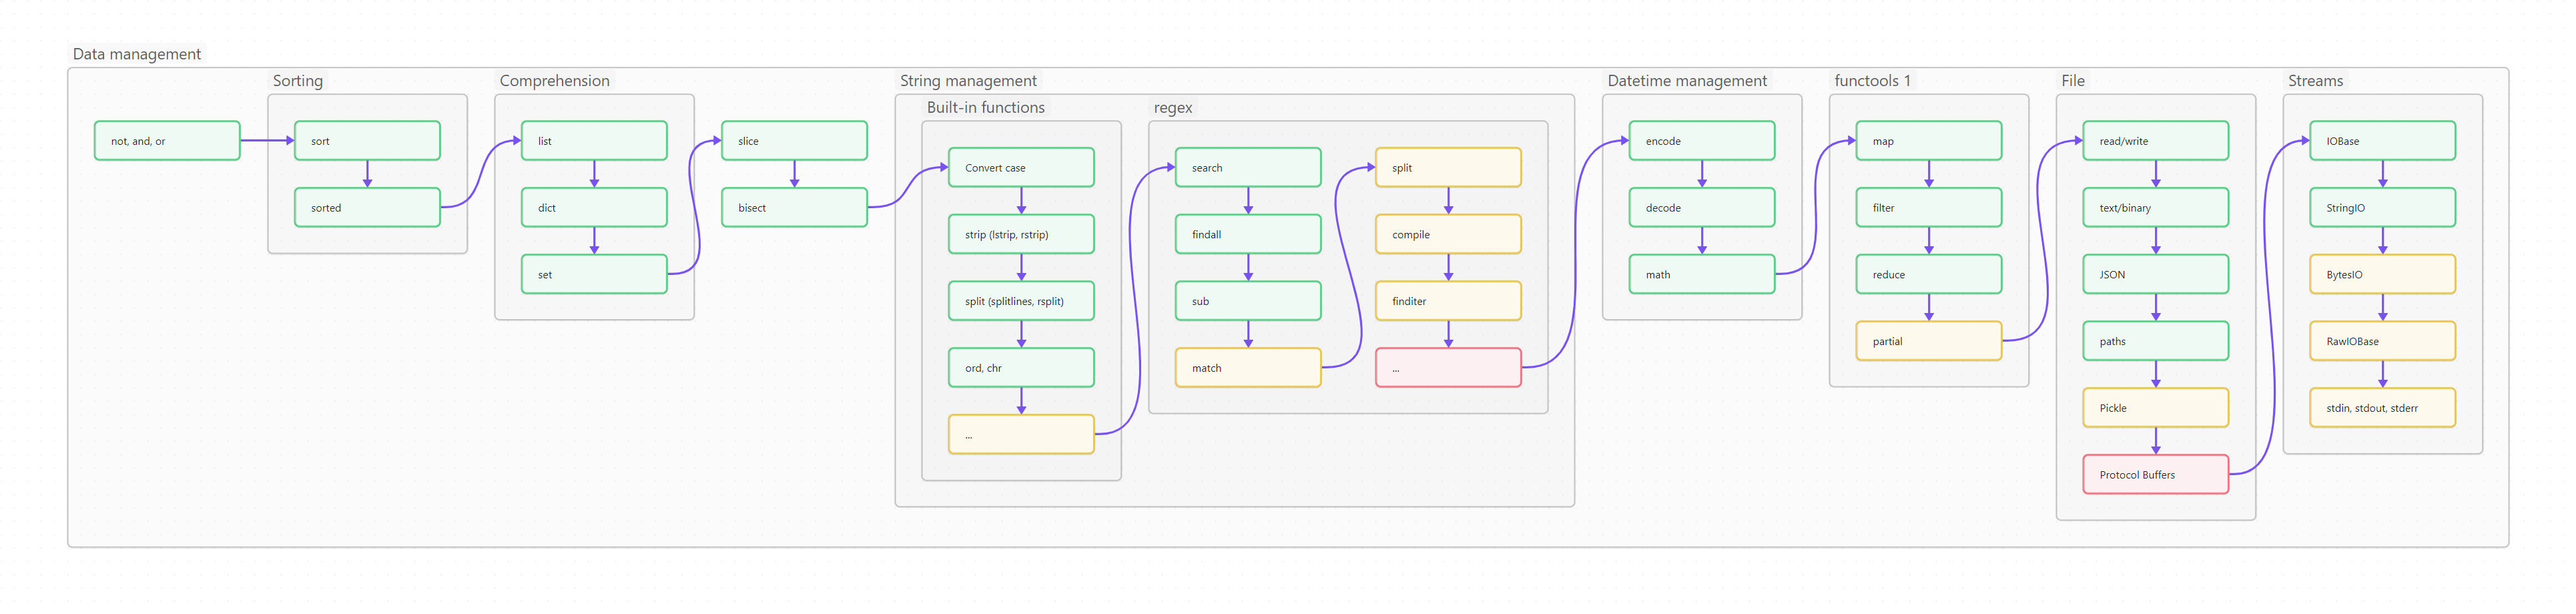 Data management
not, and, or
Sorting
sort
sorted
Comprehension
list
dict
set
slice
bisect
String management
Built-in functions
Convert case
strip (lstrip, rstrip)
split (splitlines, rsplit)
ord, chr
...
regex
search
findall
sub
match
split
compile
finditer
...
Datetime management
encode
decode
math
functools 1
map
filter
reduce
partial
File
read/write
text/binary
JSON
paths
Pickle
Protocol Buffers
Streams
IOBase
StringIO
BytesIO
RawIOBase
stdin, stdout, stderr